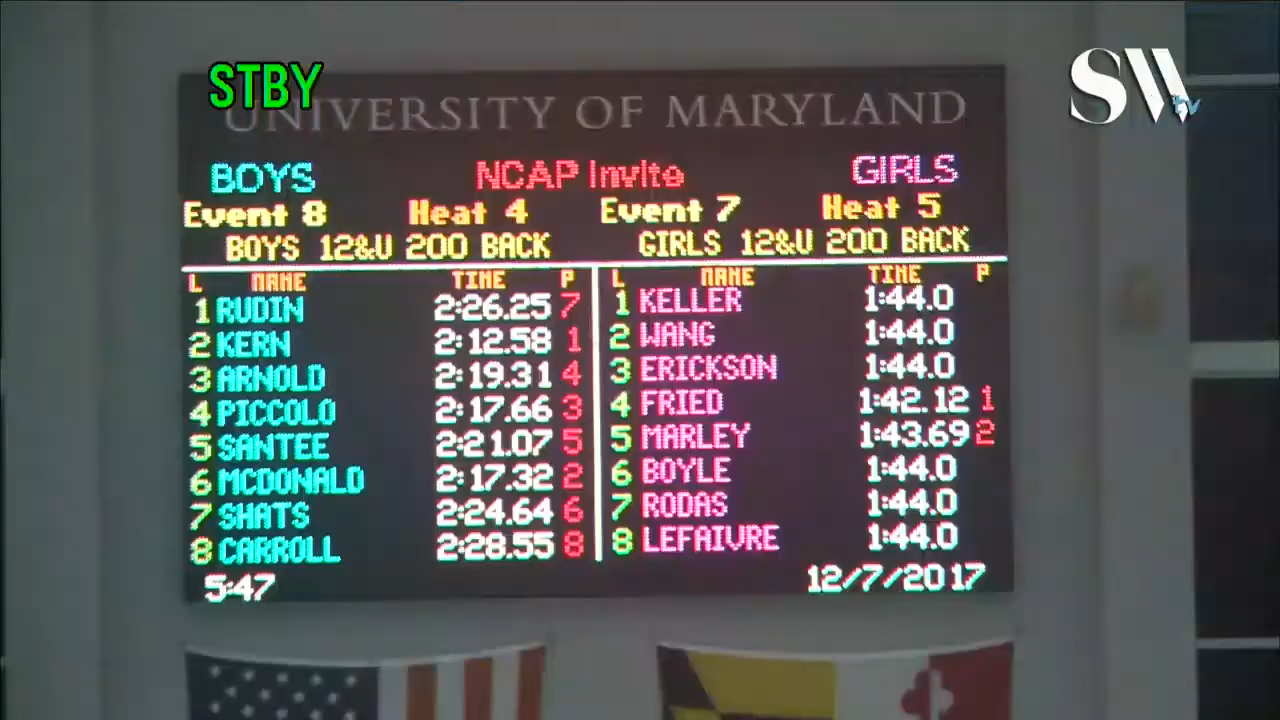 STBY
SW tv
UNIVERSITY OF MARYLAND
BOYS NCAP Invite GIRLS
Event 8 Heat 4 Event 7 Heat 5
BOYS 12&U 200 BACK GIRLS 12&U 200 BACK
L NAME TIME P L NAME TIME P
1 RUDIN 2:26.25 7 1 KELLER 1:44.0
2 KERN 2:12.58 1 2 WANG 1:44.0
3 ARNOLD 2:19.31 4 3 ERICKSON 1:44.0
4 PICCOLO 2:17.66 3 4 FRIED 1:42.12 1
5 SANTEE 2:21.07 5 5 MARLEY 1:43.69 2
6 MCDONALD 2:17.32 2 6 BOYLE 1:44.0
7 SHATS 2:24.64 6 7 RODAS 1:44.0
8 CARROLL 2:28.55 8 8 LEFAIVRE 1:44.0
5:47 12/7/2017